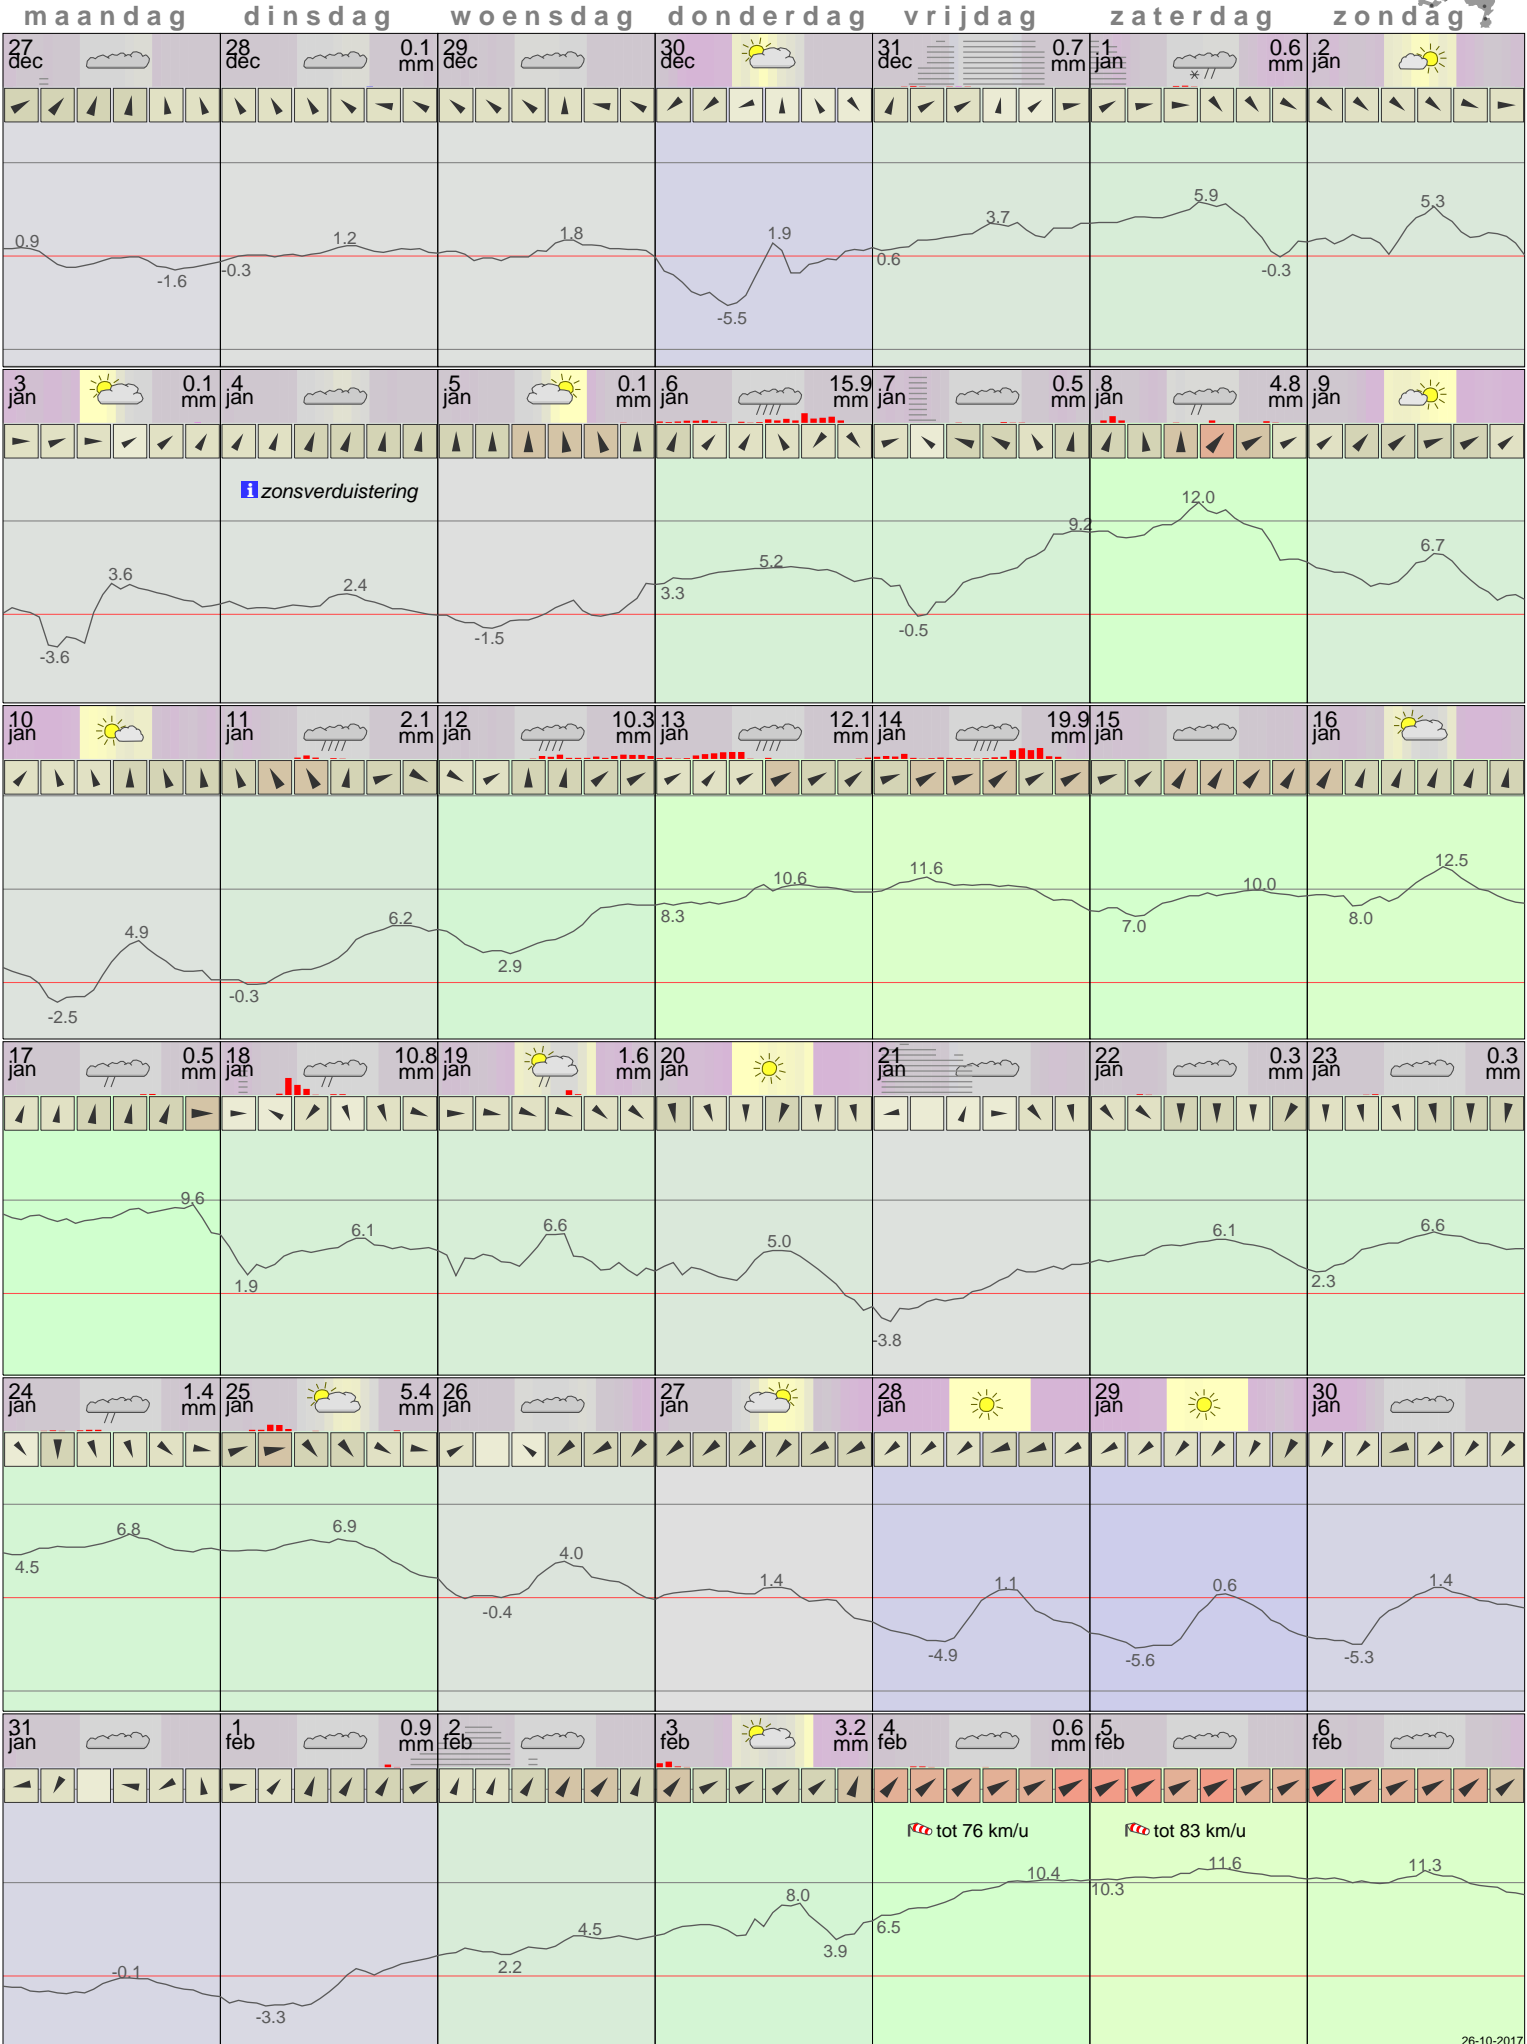 maandag dinsdag woensdag donderdag vrijdag zaterdag zondag
27 dec 28 dec 0.1 mm 29 dec 30 dec 31 dec 0.7 mm 1 jan 0.6 mm 2 jan
0.9 -1.6 -0.3 1.2 1.8 -5.5 1.9 0.6 3.7 5.9 -0.3 5.3
3 jan 0.1 mm 4 jan 5 jan 0.1 mm 6 jan 15.9 mm 7 jan 0.5 mm 8 jan 4.8 mm 9 jan
i zonsverduistering
-3.6 3.6 2.4 -1.5 3.3 5.2 -0.5 9.2 12.0 6.7
10 jan 11 jan 2.1 mm 12 jan 10.3 mm 13 jan 12.1 mm 14 jan 19.9 mm 15 jan 16 jan
-2.5 4.9 -0.3 6.2 2.9 8.3 10.6 11.6 7.0 10.0 8.0 12.5
17 jan 0.5 mm 18 jan 10.8 mm 19 jan 1.6 mm 20 jan 21 jan 22 jan 0.3 mm 23 jan 0.3 mm
9.6 1.9 6.1 6.6 5.0 -3.8 6.1 2.3 6.6
24 jan 1.4 mm 25 jan 5.4 mm 26 jan 27 jan 28 jan 29 jan 30 jan
4.5 6.8 6.9 -0.4 4.0 1.4 -4.9 1.1 -5.6 0.6 -5.3 1.4
31 jan 1 feb 0.9 mm 2 feb 3 feb 3.2 mm 4 feb 0.6 mm 5 feb 6 feb
tot 76 km/u tot 83 km/u
-0.1 -3.3 2.2 4.5 8.0 3.9 6.5 10.4 10.3 11.6 11.3
26-10-2017